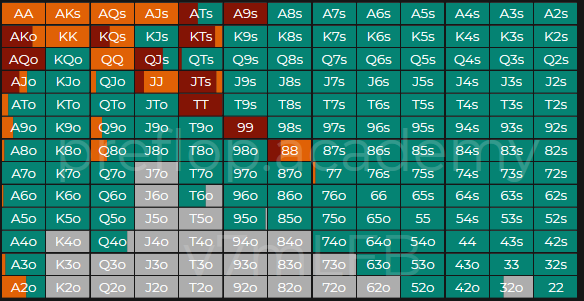 AA AKs AQs AJs ATs A9s A8s A7s A6s A5s A4s A3s A2s
AKo KK KQs KJs KTs K9s K8s K7s K6s K5s K4s K3s K2s
AQo KQo QQ QJs QTs Q9s Q8s Q7s Q6s Q5s Q4s Q3s Q2s
AJo KJo QJo JJ JTs J9s J8s J7s J6s J5s J4s J3s J2s
ATo KTo QTo JTo TT T9s T8s T7s T6s T5s T4s T3s T2s
A9o K9o Q9o J9o T9o 99 98s 97s 96s 95s 94s 93s 92s
A8o K8o Q8o J8o T8o 98o 88 87s 86s 85s 84s 83s 82s
preflop.academy
A7o K7o Q7o J7o T7o 97o 87o 77 76s 75s 74s 73s 72s
A6o K6o Q6o J6o T6o 96o 86o 76o 66 65s 64s 63s 62s
A5o K5o Q5o J5o T5o 95o 85o 75o 65o 55 54s 53s 52s
A4o K4o Q4o J4o T4o 94o 84o 74o 64o 54o 44 43s 42s
A3o K3o Q3o J3o T3o 93o 83o 73o 63o 53o 43o 33 32s
A2o K2o Q2o J2o T2o 92o 82o 72o 62o 52o 42o 32o 22